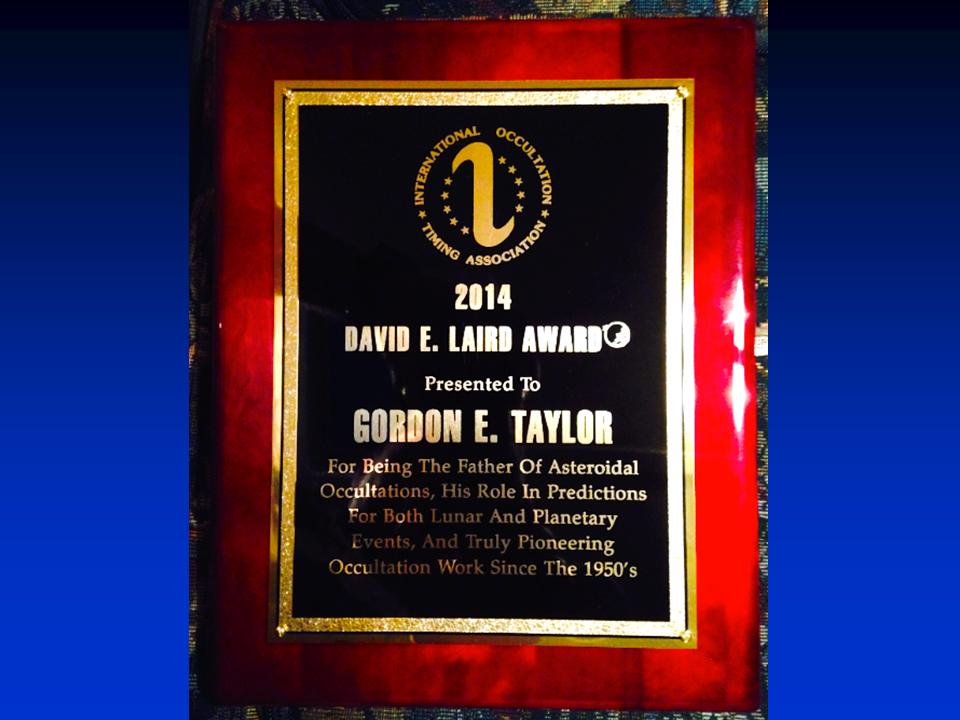 INTERNATIONAL OCCULTATION
TIMING ASSOCIATION
2014
DAVID E. LAIRD AWARD
Presented To
GORDON E. TAYLOR
For Being The Father Of Asteroidal
Occultations, His Role In Predictions
For Both Lunar And Planetary
Events, And Truly Pioneering
Occultation Work Since The 1950's